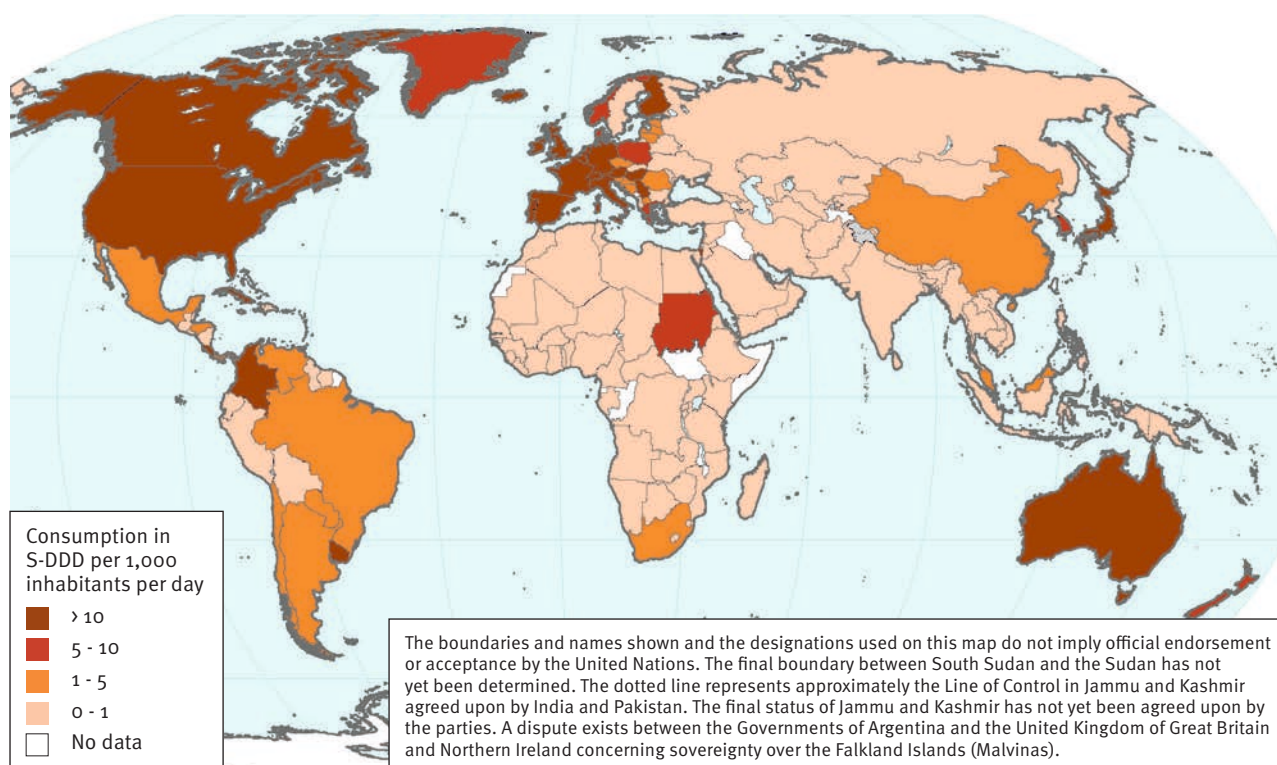 Consumption in
S-DDD per 1,000
inhabitants per day
> 10
5 - 10
1 - 5
0 - 1
No data
The boundaries and names shown and the designations used on this map do not imply official endorsement
or acceptance by the United Nations. The final boundary between South Sudan and the Sudan has not
yet been determined. The dotted line represents approximately the Line of Control in Jammu and Kashmir
agreed upon by India and Pakistan. The final status of Jammu and Kashmir has not yet been agreed upon by
the parties. A dispute exists between the Governments of Argentina and the United Kingdom of Great Britain
and Northern Ireland concerning sovereignty over the Falkland Islands (Malvinas).